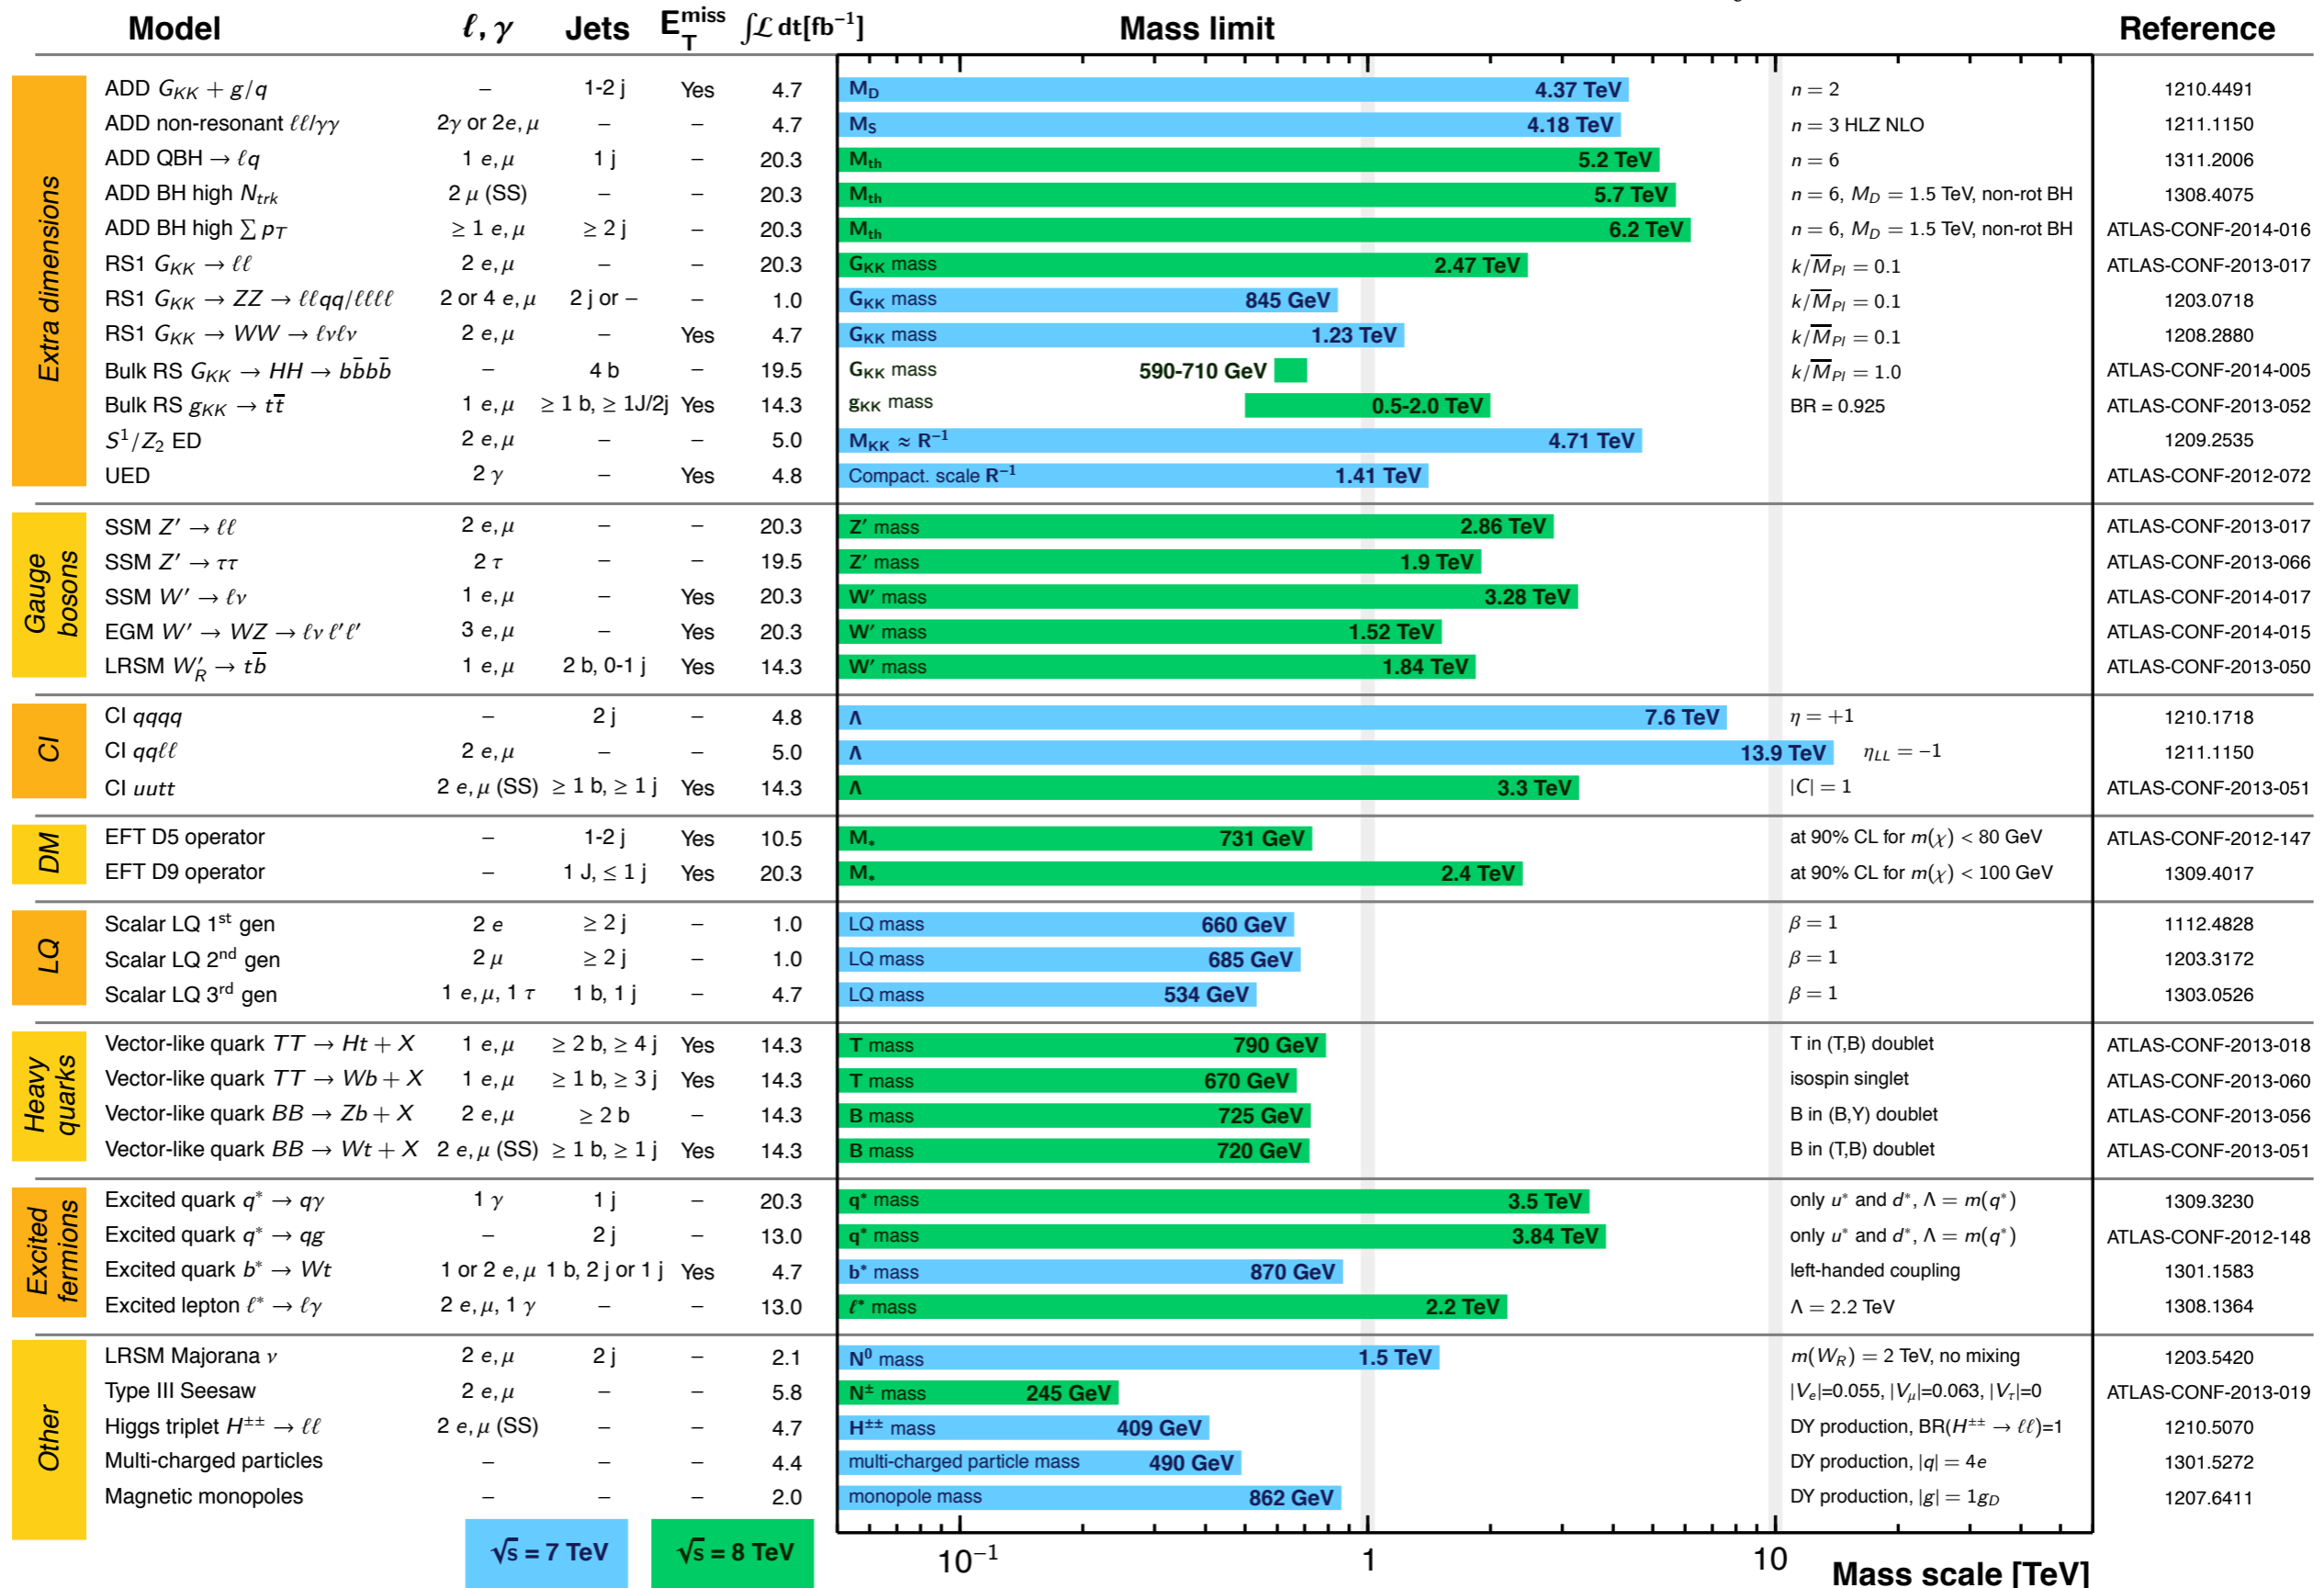 Model ℓ, γ Jets E_T^miss ∫ℒ dt[fb⁻¹] Mass limit Reference
Extra dimensions
ADD G_KK + g/q – 1-2 j Yes 4.7 M_D 4.37 TeV n = 2 1210.4491
ADD non-resonant ℓℓ/γγ 2γ or 2e, μ – – 4.7 M_S 4.18 TeV n = 3 HLZ NLO 1211.1150
ADD QBH → ℓq 1 e, μ 1 j – 20.3 M_th 5.2 TeV n = 6 1311.2006
ADD BH high N_trk 2 μ (SS) – – 20.3 M_th 5.7 TeV n = 6, M_D = 1.5 TeV, non-rot BH 1308.4075
ADD BH high ∑ p_T ≥ 1 e, μ ≥ 2 j – 20.3 M_th 6.2 TeV n = 6, M_D = 1.5 TeV, non-rot BH ATLAS-CONF-2014-016
RS1 G_KK → ℓℓ 2 e, μ – – 20.3 G_KK mass 2.47 TeV k/M̅_Pl = 0.1 ATLAS-CONF-2013-017
RS1 G_KK → ZZ → ℓℓqq/ℓℓℓℓ 2 or 4 e, μ 2 j or – – 1.0 G_KK mass 845 GeV k/M̅_Pl = 0.1 1203.0718
RS1 G_KK → WW → ℓνℓν 2 e, μ – Yes 4.7 G_KK mass 1.23 TeV k/M̅_Pl = 0.1 1208.2880
Bulk RS G_KK → HH → bb̅bb̅ – 4 b – 19.5 G_KK mass 590-710 GeV k/M̅_Pl = 1.0 ATLAS-CONF-2014-005
Bulk RS g_KK → tt̅ 1 e, μ ≥ 1 b, ≥ 1J/2j Yes 14.3 g_KK mass 0.5-2.0 TeV BR = 0.925 ATLAS-CONF-2013-052
S¹/Z₂ ED 2 e, μ – – 5.0 M_KK ≈ R⁻¹ 4.71 TeV 1209.2535
UED 2 γ – Yes 4.8 Compact. scale R⁻¹ 1.41 TeV ATLAS-CONF-2012-072
Gauge bosons
SSM Z′ → ℓℓ 2 e, μ – – 20.3 Z′ mass 2.86 TeV ATLAS-CONF-2013-017
SSM Z′ → ττ 2 τ – – 19.5 Z′ mass 1.9 TeV ATLAS-CONF-2013-066
SSM W′ → ℓν 1 e, μ – Yes 20.3 W′ mass 3.28 TeV ATLAS-CONF-2014-017
EGM W′ → WZ → ℓν ℓ′ℓ′ 3 e, μ – Yes 20.3 W′ mass 1.52 TeV ATLAS-CONF-2014-015
LRSM W′_R → tb̅ 1 e, μ 2 b, 0-1 j Yes 14.3 W′ mass 1.84 TeV ATLAS-CONF-2013-050
CI
CI qqqq – 2 j – 4.8 Λ 7.6 TeV η = +1 1210.1718
CI qqℓℓ 2 e, μ – – 5.0 Λ 13.9 TeV η_LL = −1 1211.1150
CI uutt 2 e, μ (SS) ≥ 1 b, ≥ 1 j Yes 14.3 Λ 3.3 TeV |C| = 1 ATLAS-CONF-2013-051
DM
EFT D5 operator – 1-2 j Yes 10.5 M_* 731 GeV at 90% CL for m(χ) < 80 GeV ATLAS-CONF-2012-147
EFT D9 operator – 1 J, ≤ 1 j Yes 20.3 M_* 2.4 TeV at 90% CL for m(χ) < 100 GeV 1309.4017
LQ
Scalar LQ 1ˢᵗ gen 2 e ≥ 2 j – 1.0 LQ mass 660 GeV β = 1 1112.4828
Scalar LQ 2ⁿᵈ gen 2 μ ≥ 2 j – 1.0 LQ mass 685 GeV β = 1 1203.3172
Scalar LQ 3ʳᵈ gen 1 e, μ, 1 τ 1 b, 1 j – 4.7 LQ mass 534 GeV β = 1 1303.0526
Heavy quarks
Vector-like quark TT → Ht + X 1 e, μ ≥ 2 b, ≥ 4 j Yes 14.3 T mass 790 GeV T in (T,B) doublet ATLAS-CONF-2013-018
Vector-like quark TT → Wb + X 1 e, μ ≥ 1 b, ≥ 3 j Yes 14.3 T mass 670 GeV isospin singlet ATLAS-CONF-2013-060
Vector-like quark BB → Zb + X 2 e, μ ≥ 2 b – 14.3 B mass 725 GeV B in (B,Y) doublet ATLAS-CONF-2013-056
Vector-like quark BB → Wt + X 2 e, μ (SS) ≥ 1 b, ≥ 1 j Yes 14.3 B mass 720 GeV B in (T,B) doublet ATLAS-CONF-2013-051
Excited fermions
Excited quark q* → qγ 1 γ 1 j – 20.3 q* mass 3.5 TeV only u* and d*, Λ = m(q*) 1309.3230
Excited quark q* → qg – 2 j – 13.0 q* mass 3.84 TeV only u* and d*, Λ = m(q*) ATLAS-CONF-2012-148
Excited quark b* → Wt 1 or 2 e, μ 1 b, 2 j or 1 j Yes 4.7 b* mass 870 GeV left-handed coupling 1301.1583
Excited lepton ℓ* → ℓγ 2 e, μ, 1 γ – – 13.0 ℓ* mass 2.2 TeV Λ = 2.2 TeV 1308.1364
Other
LRSM Majorana ν 2 e, μ 2 j – 2.1 N⁰ mass 1.5 TeV m(W_R) = 2 TeV, no mixing 1203.5420
Type III Seesaw 2 e, μ – – 5.8 N± mass 245 GeV |V_e|=0.055, |V_μ|=0.063, |V_τ|=0 ATLAS-CONF-2013-019
Higgs triplet H±± → ℓℓ 2 e, μ (SS) – – 4.7 H±± mass 409 GeV DY production, BR(H±± → ℓℓ)=1 1210.5070
Multi-charged particles – – – 4.4 multi-charged particle mass 490 GeV DY production, |q| = 4e 1301.5272
Magnetic monopoles – – – 2.0 monopole mass 862 GeV DY production, |g| = 1g_D 1207.6411
√s = 7 TeV √s = 8 TeV
10⁻¹ 1 10
Mass scale [TeV]